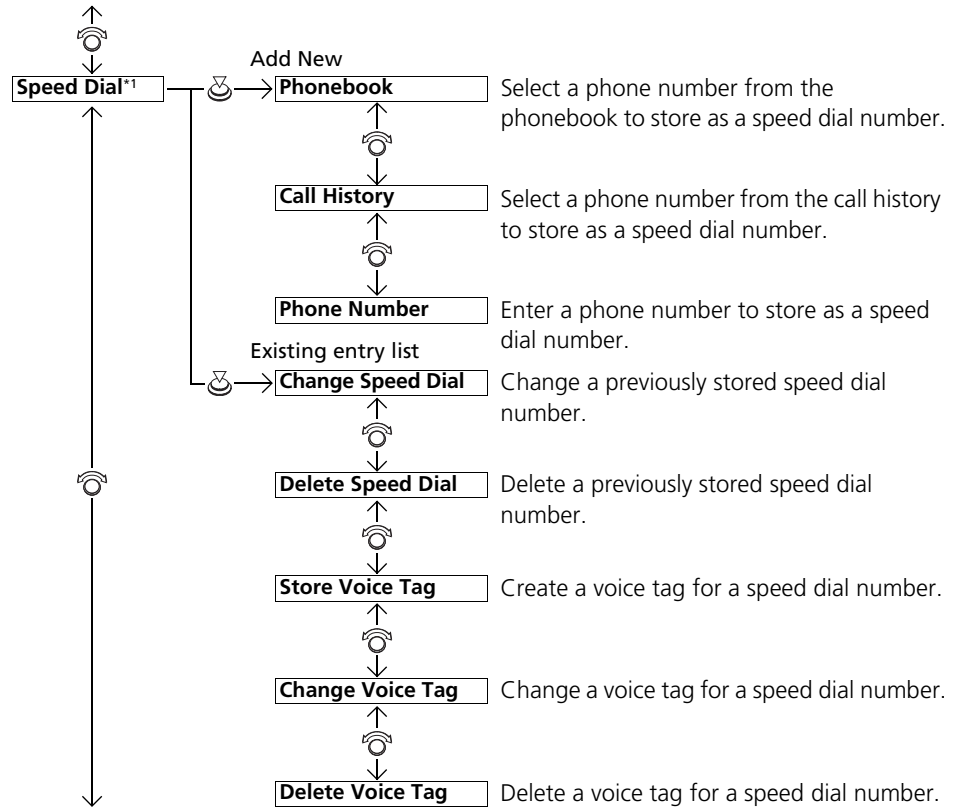 Add New
Speed Dial*1
Phonebook
Select a phone number from the
phonebook to store as a speed dial number.
Call History
Select a phone number from the call history
to store as a speed dial number.
Phone Number
Enter a phone number to store as a speed
dial number.
Existing entry list
Change Speed Dial
Change a previously stored speed dial
number.
Delete Speed Dial
Delete a previously stored speed dial
number.
Store Voice Tag
Create a voice tag for a speed dial number.
Change Voice Tag
Change a voice tag for a speed dial number.
Delete Voice Tag
Delete a voice tag for a speed dial number.